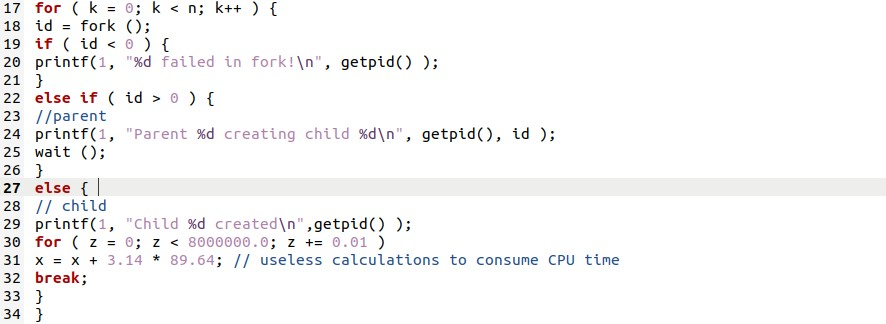 17 for ( k = 0; k < n; k++ ) {
18 id = fork ();
19 if ( id < 0 ) {
20 printf(1, "%d failed in fork!\n", getpid() );
21 }
22 else if ( id > 0 ) {
23 //parent
24 printf(1, "Parent %d creating child %d\n", getpid(), id );
25 wait ();
26 }
27 else {
28 // child
29 printf(1, "Child %d created\n",getpid() );
30 for ( z = 0; z < 8000000.0; z += 0.01 )
31 x = x + 3.14 * 89.64; // useless calculations to consume CPU time
32 break;
33 }
34 }